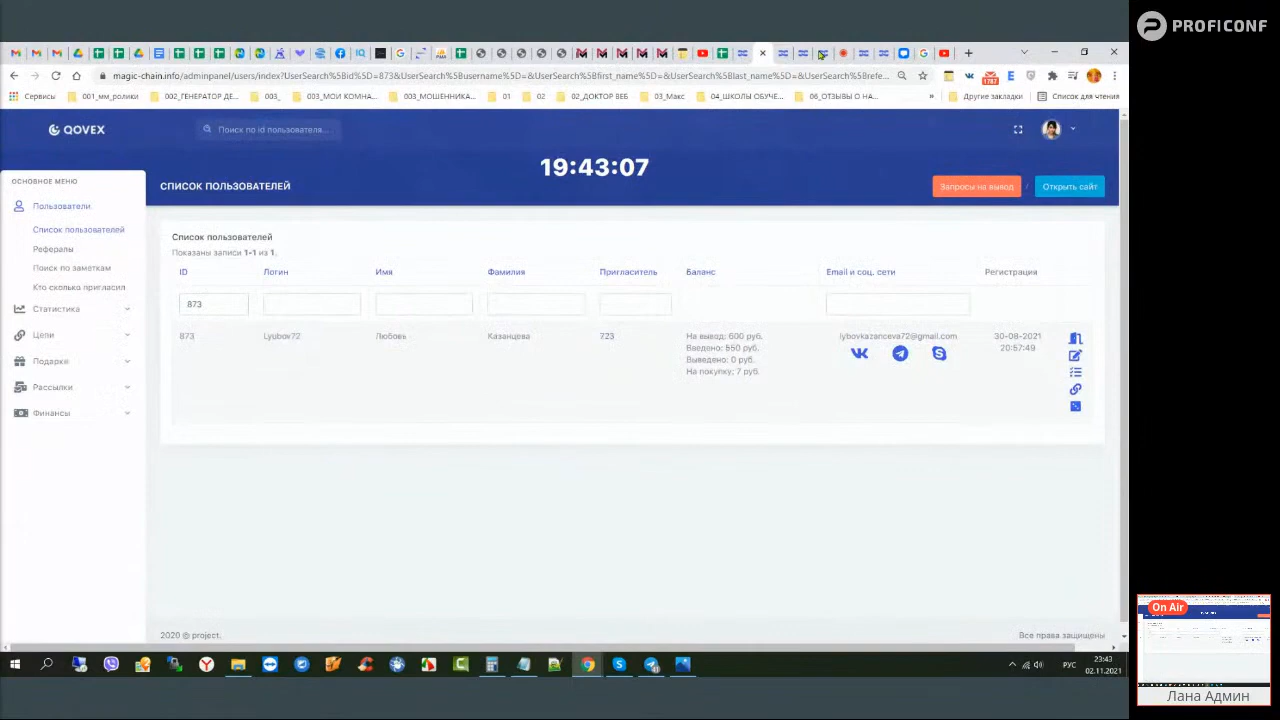 PROFICONF
magic-chain.info/adminpanel/users/index?UserSearch%5Bid%5D=873&UserSearch%5Busername%5D=&UserSearch%5Bfirst_name%5D=&UserSearch%5Blast_name%5D=&UserSearch%5Brefe...
1767
Сервисы
001_мм_ролики
002_ГЕНЕРАТОР ДЕ...
003_
003_МОИ КОМНА...
МОШЕННИКА...
01
02
02_ДОКТОР ВЕБ
03_Макс
04_ШКОЛЫ ОБУЧЕ...
06_ОТЗЫВЫ О НА...
»
Другие закладки
Список для чтения
QOVEX
Поиск по id пользователя...
19:43:07
ОСНОВНОЕ МЕНЮ
СПИСОК ПОЛЬЗОВАТЕЛЕЙ
Запросы на вывод / Открыть сайт
Пользователи
Список пользователей
Рефералы
Поиск по заметкам
Кто сколько пригласил
Статистика
Цепи
Подарки
Рассылки
Финансы
Список пользователей
Показаны записи 1-1 из 1.
ID Логин Имя Фамилия Пригласитель Баланс Email и соц. сети Регистрация
873
873 Lyubov72 Любовь Казанцева 723 На вывод: 600 руб. lybovkazanceva72@gmail.com 30-08-2021
Введено: 550 руб. 20:57:49
Выведено: 0 руб.
На покупку: 7 руб.
2020 © project. Все права защищены
РУС
23:43
02.11.2021
On Air
Лана Админ